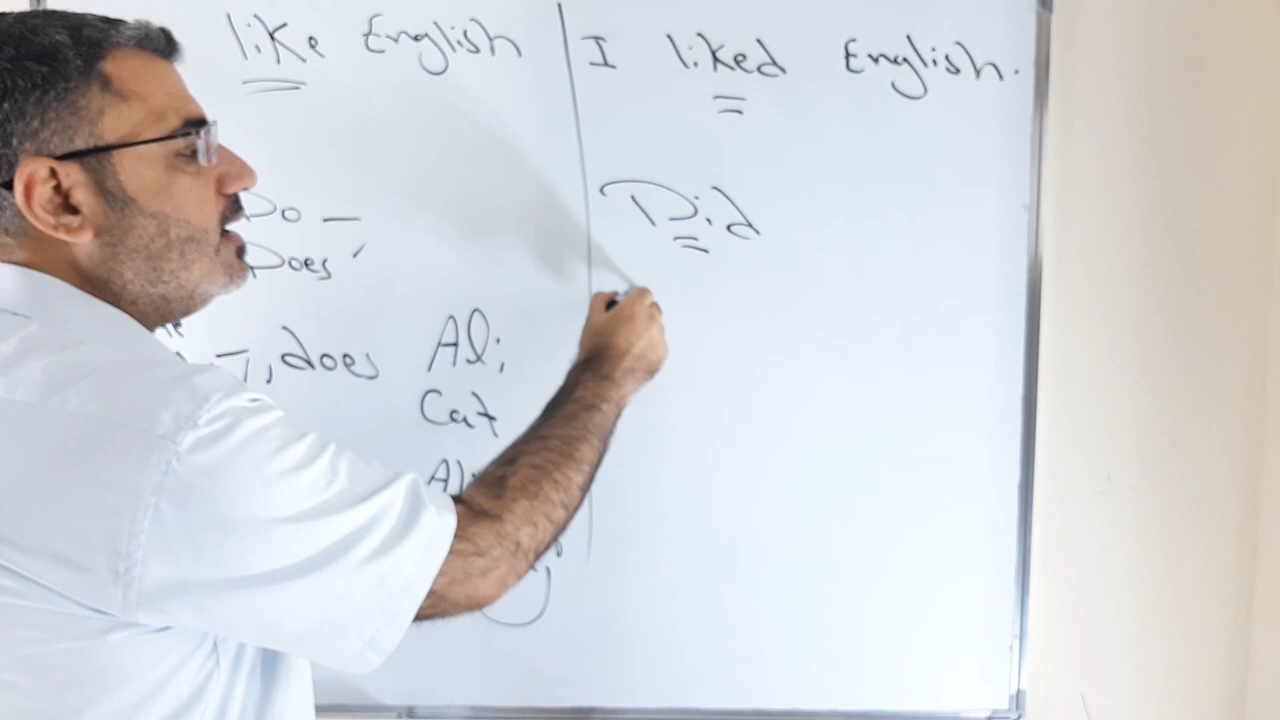 like English
I liked English.
Do –
Does
Did
does Ali
Cat